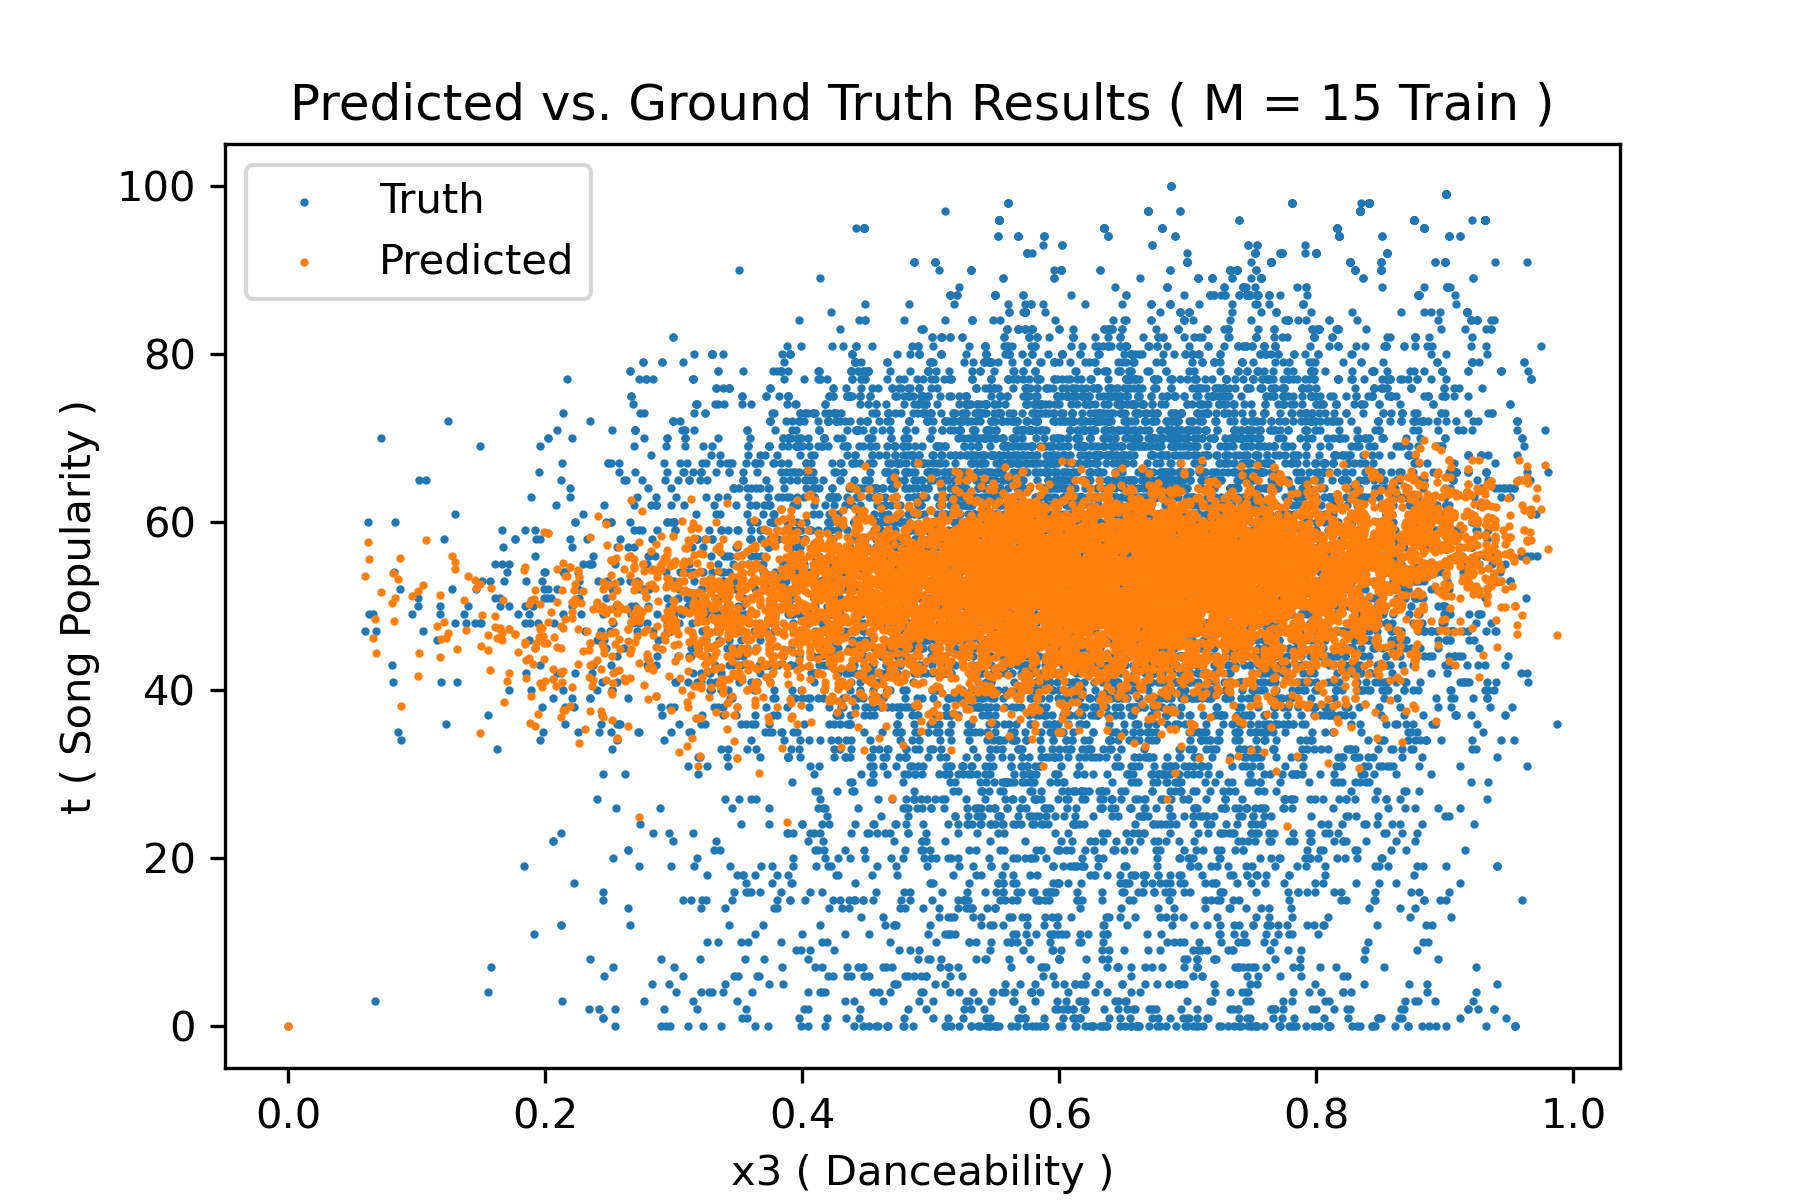 Predicted vs. Ground Truth Results ( M = 15 Train )
Truth
Predicted
100
80
60
40
20
0
t ( Song Popularity )
0.0 0.2 0.4 0.6 0.8 1.0
x3 ( Danceability )